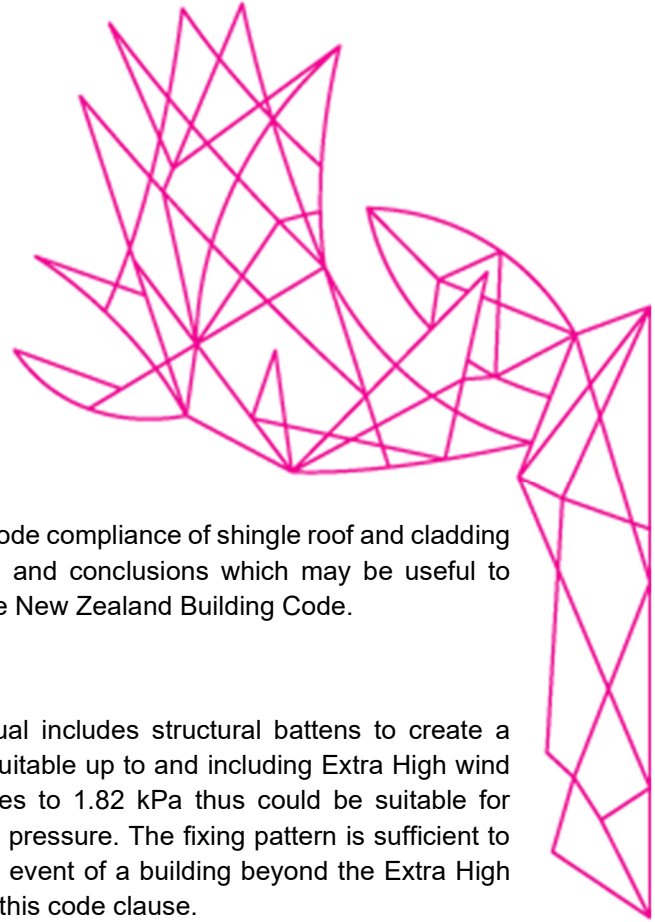 ode compliance of shingle roof and cladding
and conclusions which may be useful to
e New Zealand Building Code.
ual includes structural battens to create a
uitable up to and including Extra High wind
es to 1.82 kPa thus could be suitable for
pressure. The fixing pattern is sufficient to
event of a building beyond the Extra High
this code clause.